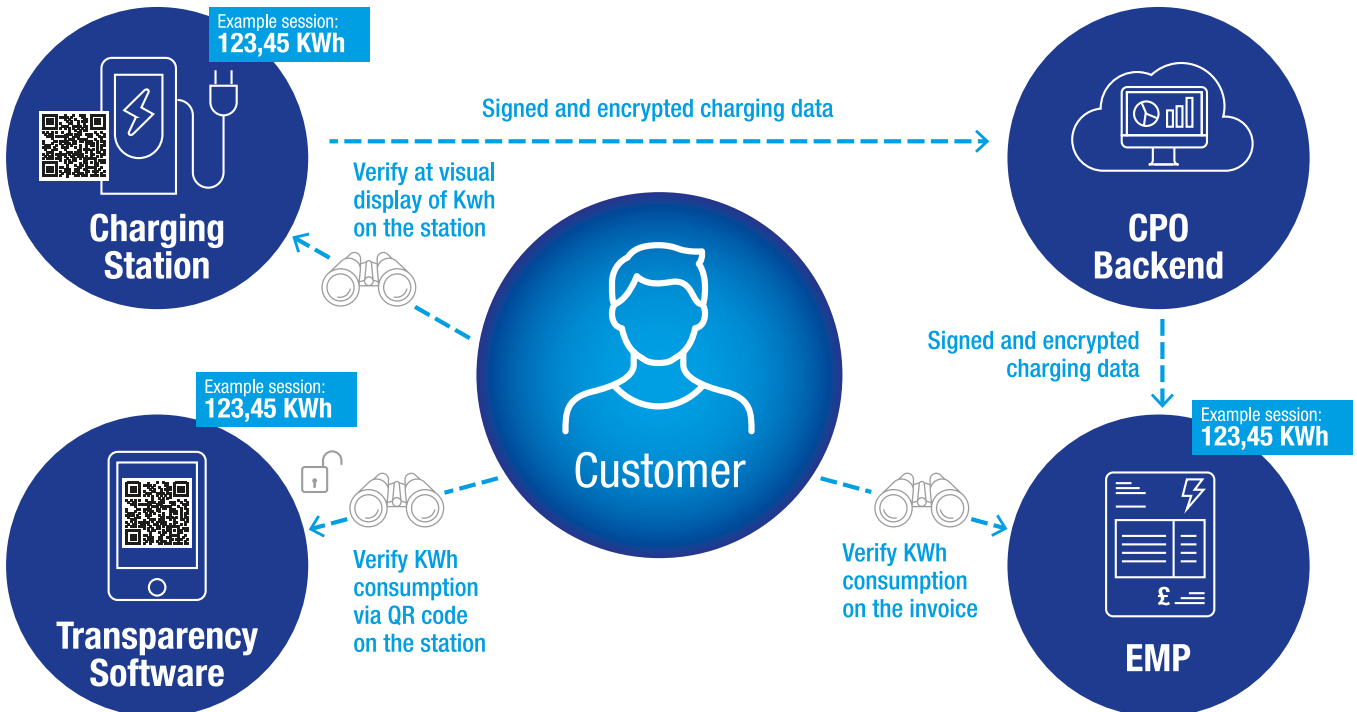 Example session:
123,45 KWh
Charging
Station
Signed and encrypted charging data
CPO
Backend
Verify at visual
display of Kwh
on the station
Customer
Signed and encrypted
charging data
Example session:
123,45 KWh
Transparency
Software
Verify KWh
consumption
via QR code
on the station
Verify KWh
consumption
on the invoice
Example session:
123,45 KWh
£
EMP